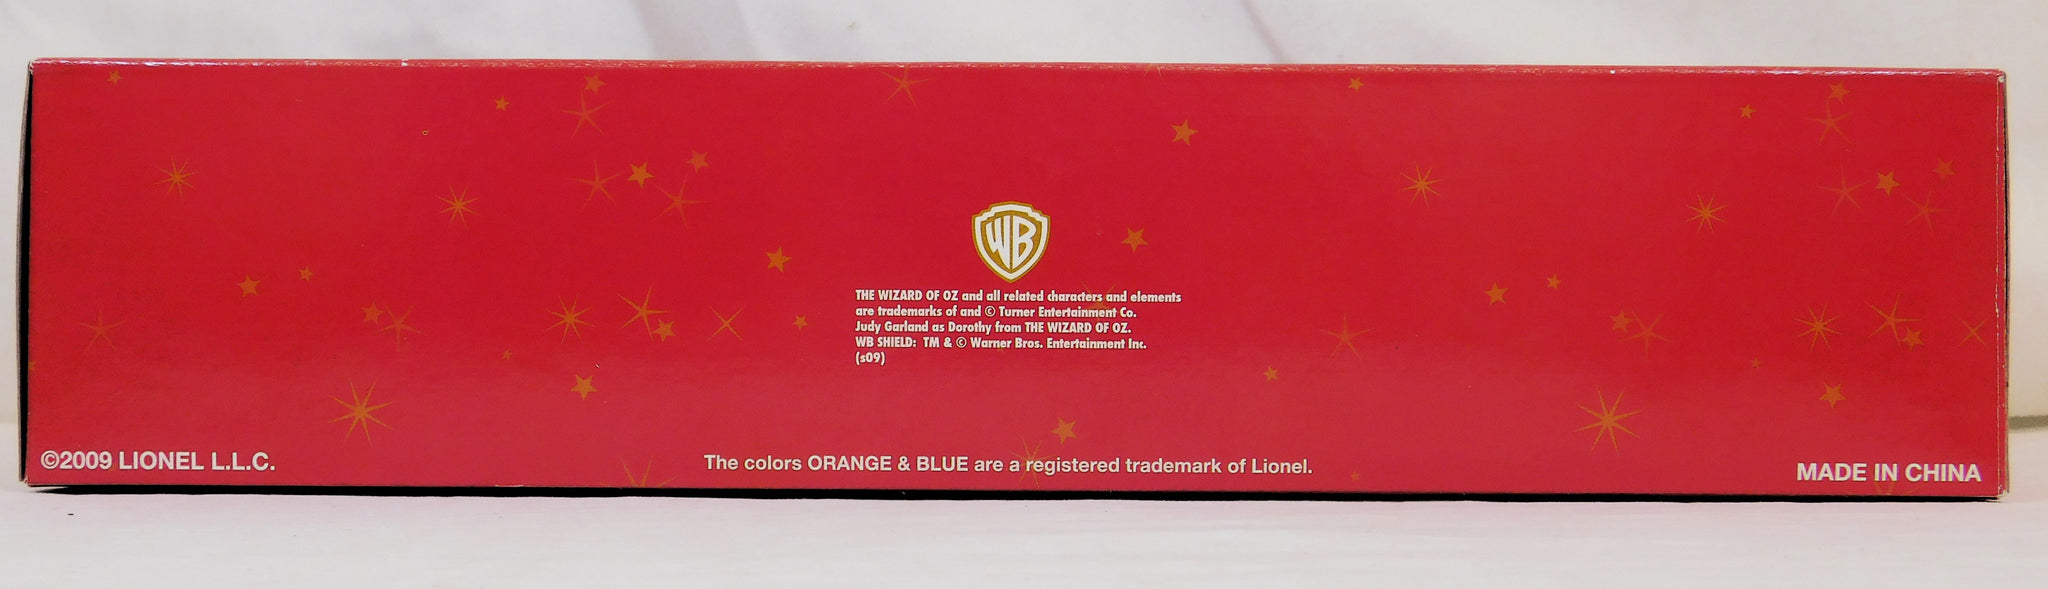 WB
THE WIZARD OF OZ and all related characters and elements
are trademarks of and © Turner Entertainment Co.
Judy Garland as Dorothy from THE WIZARD OF OZ.
WB SHIELD: TM & © Warner Bros. Entertainment Inc.
(s09)
©2009 LIONEL L.L.C.
The colors ORANGE & BLUE are a registered trademark of Lionel.
MADE IN CHINA